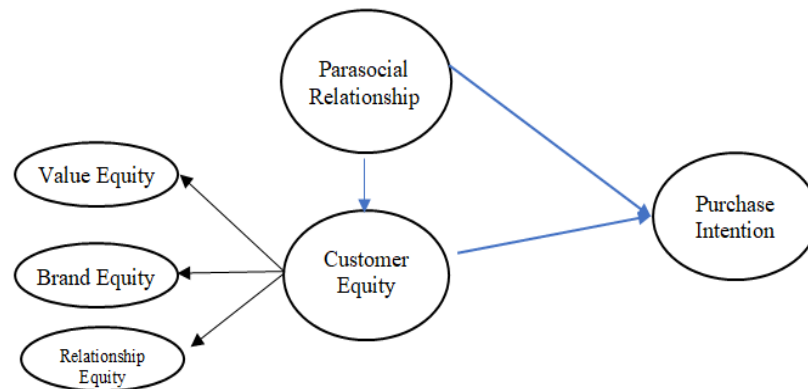 Parasocial
Relationship
Value Equity
Purchase
Intention
Customer
Equity
Brand Equity
Relationship
Equity